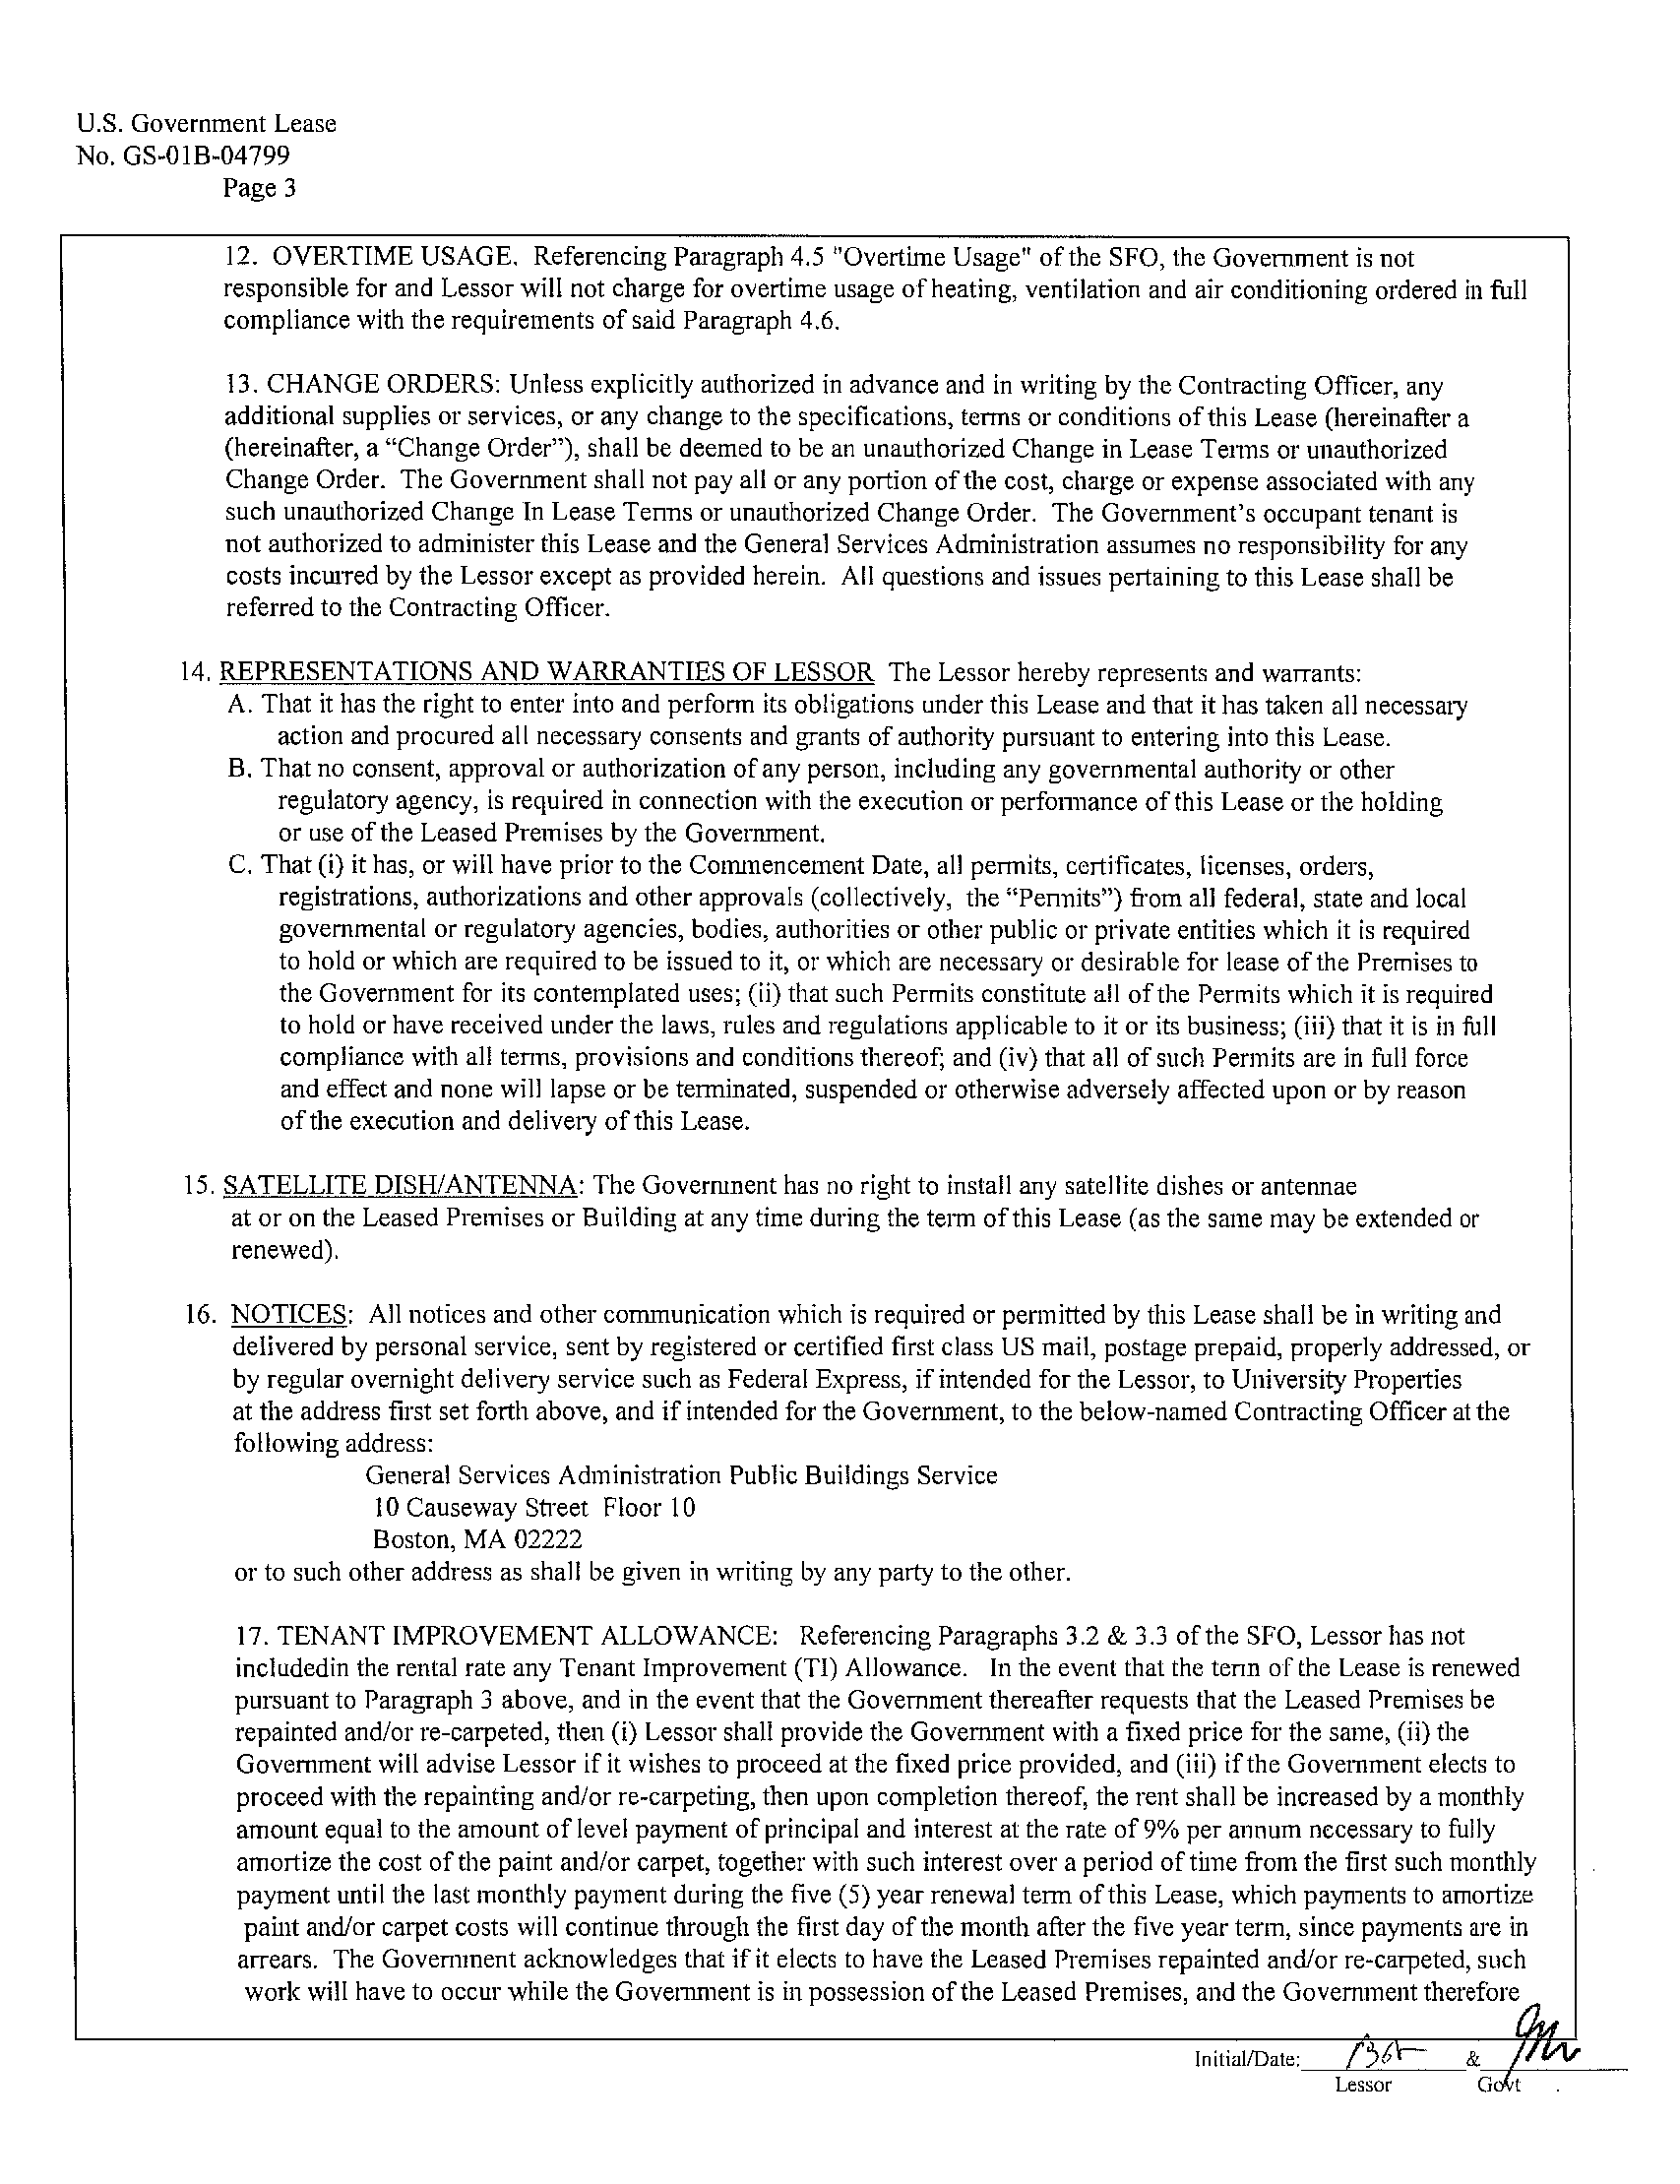 U.S. Government Lease
No. GS-01B-04799
Page 3
12. OVERTIME USAGE. Referencing Paragraph 4.5 "Overtime Usage" of the SFO, the Government is not
responsible for and Lessor will not charge for overtime usage of heating, ventilation and air conditioning ordered in full
compliance with the requirements of said Paragraph 4.6.
13. CHANGE ORDERS: Unless explicitly authorized in advance and in writing by the Contracting Officer, any
additional supplies or services, or any change to the specifications, terms or conditions of this Lease (hereinafter a
(hereinafter, a “Change Order”), shall be deemed to be an unauthorized Change in Lease Terms or unauthorized
Change Order. The Government shall not pay all or any portion of the cost, charge or expense associated with any
such unauthorized Change In Lease Terms or unauthorized Change Order. The Government's occupant tenant is
not authorized to administer this Lease and the General Services Administration assumes no responsibility for any
costs incurred by the Lessor except as provided herein. All questions and issues pertaining to this Lease shall be
referred to the Contracting Officer.
14. REPRESENTATIONS AND WARRANTIES OF LESSOR The Lessor hereby represents and warrants:
A. That it has the right to enter into and perform its obligations under this Lease and that it has taken all necessary
action and procured all necessary consents and grants of authority pursuant to entering into this Lease.
B. That no consent, approval or authorization of any person, including any governmental authority or other
regulatory agency, is required in connection with the execution or performance of this Lease or the holding
or use of the Leased Premises by the Government.
C. That (i) it has, or will have prior to the Commencement Date, all permits, certificates, licenses, orders,
registrations, authorizations and other approvals (collectively, the “Permits”) from all federal, state and local
governmental or regulatory agencies, bodies, authorities or other public or private entities which it is required
to hold or which are required to be issued to it, or which are necessary or desirable for lease of the Premises to
the Government for its contemplated uses; (ii) that such Permits constitute all of the Permits which it is required
to hold or have received under the laws, rules and regulations applicable to it or its business; (iii) that it is in full
compliance with all terms, provisions and conditions thereof; and (iv) that all of such Permits are in full force
and effect and none will lapse or be terminated, suspended or otherwise adversely affected upon or by reason
of the execution and delivery of this Lease.
15. SATELLITE DISH/ANTENNA: The Government has no right to install any satellite dishes or antennae
at or on the Leased Premises or Building at any time during the term of this Lease (as the same may be extended or
renewed).
16. NOTICES: All notices and other communication which is required or permitted by this Lease shall be in writing and
delivered by personal service, sent by registered or certified first class US mail, postage prepaid, properly addressed, or
by regular overnight delivery service such as Federal Express, if intended for the Lessor, to University Properties
at the address first set forth above, and if intended for the Government, to the below-named Contracting Officer at the
following address:
General Services Administration Public Buildings Service
10 Causeway Street Floor 10
Boston, MA 02222
or to such other address as shall be given in writing by any party to the other.
17. TENANT IMPROVEMENT ALLOWANCE: Referencing Paragraphs 3.2 & 3.3 of the SFO, Lessor has not
includedin the rental rate any Tenant Improvement (TI) Allowance. In the event that the term of the Lease is renewed
pursuant to Paragraph 3 above, and in the event that the Government thereafter requests that the Leased Premises be
repainted and/or re-carpeted, then (i) Lessor shall provide the Government with a fixed price for the same, (ii) the
Government will advise Lessor if it wishes to proceed at the fixed price provided, and (iii) if the Government elects to
proceed with the repainting and/or re-carpeting, then upon completion thereof, the rent shall be increased by a monthly
amount equal to the amount of level payment of principal and interest at the rate of 9% per annum necessary to fully
amortize the cost of the paint and/or carpet, together with such interest over a period of time from the first such monthly
payment until the last monthly payment during the five (5) year renewal term of this Lease, which payments to amortize
paint and/or carpet costs will continue through the first day of the month after the five year term, since payments are in
arrears. The Government acknowledges that if it elects to have the Leased Premises repainted and/or re-carpeted, such
work will have to occur while the Government is in possession of the Leased Premises, and the Government therefore
Initial/Date: &
Lessor Govt